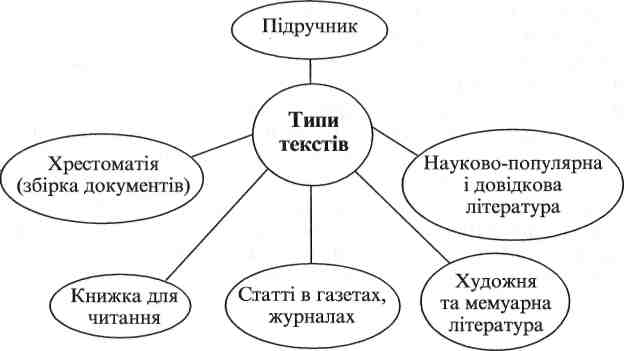 Підручник
Типи
текстів
Хрестоматія
(збірка документів)
Науково-популярна
і довідкова
література
Книжка для
читання
Статті в газетах,
журналах
Художня
та мемуарна
література